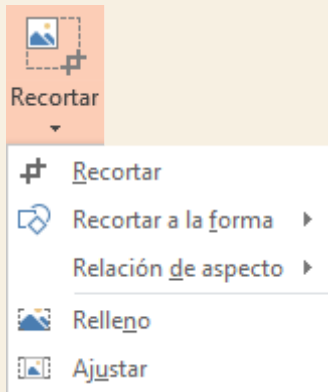 Recortar
Recortar
Recortar a la forma
Relación de aspecto
Relleno
Ajustar